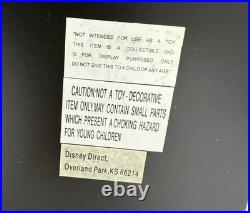 "NOT INTENDED FOR USE AS A TOY
THIS ITEM IS A COLLECTIBLE AND
IS FOR DISPLAY PURPOSED ONLY
DO NOT GIVE THIS TO A CHILD OF ANY AGE"
CAUTION:NOT A TOY - DECORATIVE
ITEM ONLY.MAY CONTAIN SMALL PARTS
WHICH PRESENT A CHOKING HAZARD
FOR YOUNG CHILDREN
Disney Direct,
Overland Park, KS 66214
worthit01